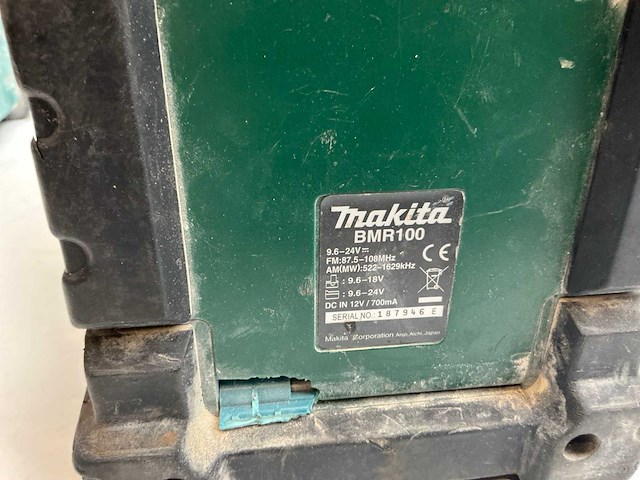 makita
BMR100
9.6-24V⎓
FM:87.5-108MHz
AM(MW):522-1629kHz
CE
: 9.6-18V
: 9.6-24V
DC IN 12V / 700mA
SERIAL NO.: 187946 E
Makita Corporation Anjo, Aichi, Japan